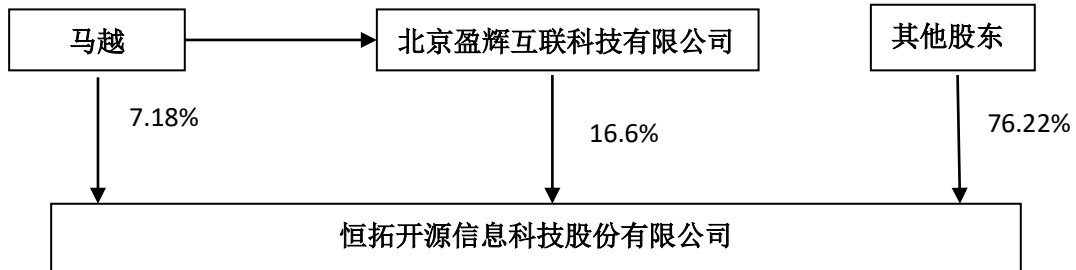 马越
北京盈辉互联科技有限公司
其他股东
7.18%
16.6%
76.22%
恒拓开源信息科技股份有限公司